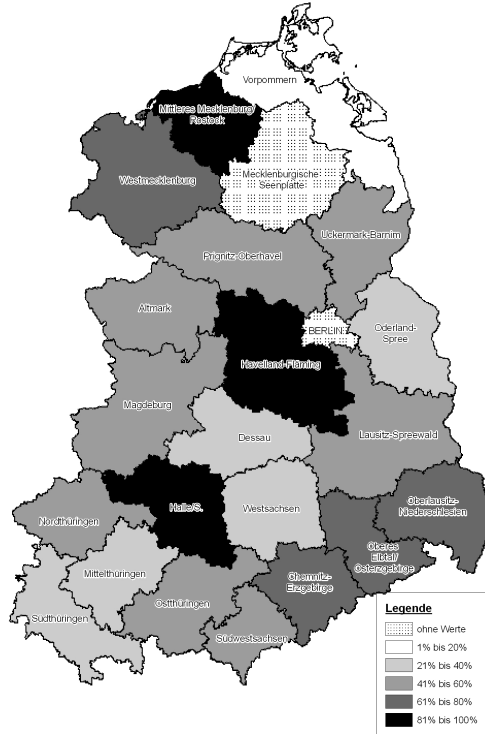 Vorpommern
Mittleres Mecklenburg/
Rostock
Westmecklenburg
Mecklenburgische
Seenplatte
Uckermark-Barnim
Prignitz-Oberhavel
Altmark
BERLIN
Oderland-
Spree
Havelland-Fläming
Magdeburg
Dessau
Lausitz-Spreewald
Halle/S.
Westsachsen
Oberlausitz-
Niederschlesien
Nordthüringen
Oberes
Elbtal/
Osterzgebirge
Mittelthüringen
Chemnitz-
Erzgebirge
Ostthüringen
Südthüringen
Südwestsachsen
Legende
ohne Werte
1% bis 20%
21% bis 40%
41% bis 60%
61% bis 80%
81% bis 100%